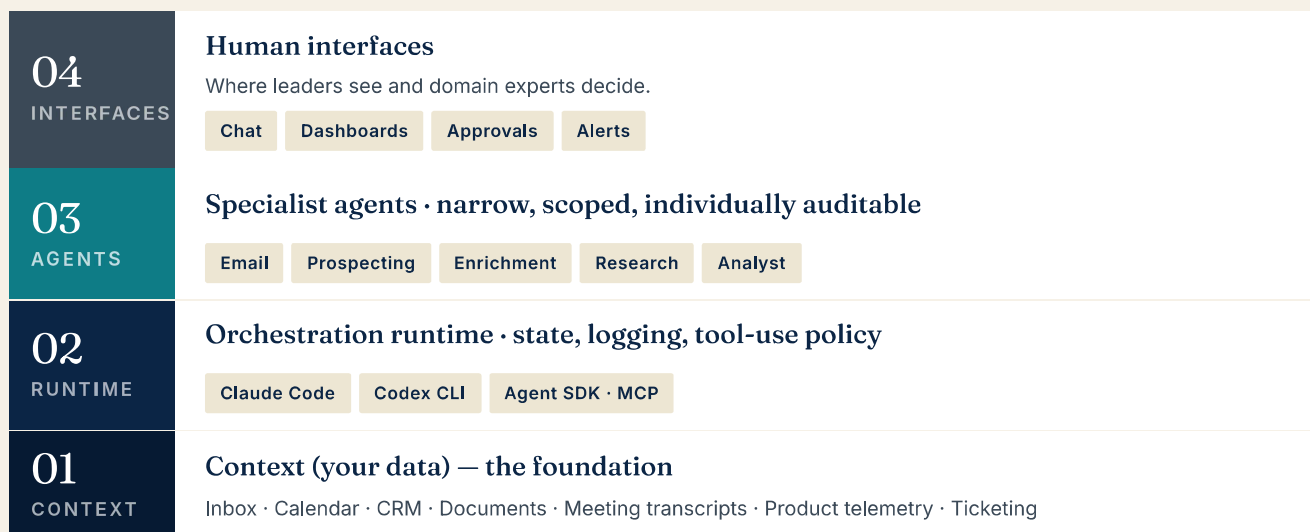 04
INTERFACES
Human interfaces
Where leaders see and domain experts decide.
Chat Dashboards Approvals Alerts
03
AGENTS
Specialist agents · narrow, scoped, individually auditable
Email Prospecting Enrichment Research Analyst
02
RUNTIME
Orchestration runtime · state, logging, tool-use policy
Claude Code Codex CLI Agent SDK · MCP
01
CONTEXT
Context (your data) — the foundation
Inbox · Calendar · CRM · Documents · Meeting transcripts · Product telemetry · Ticketing